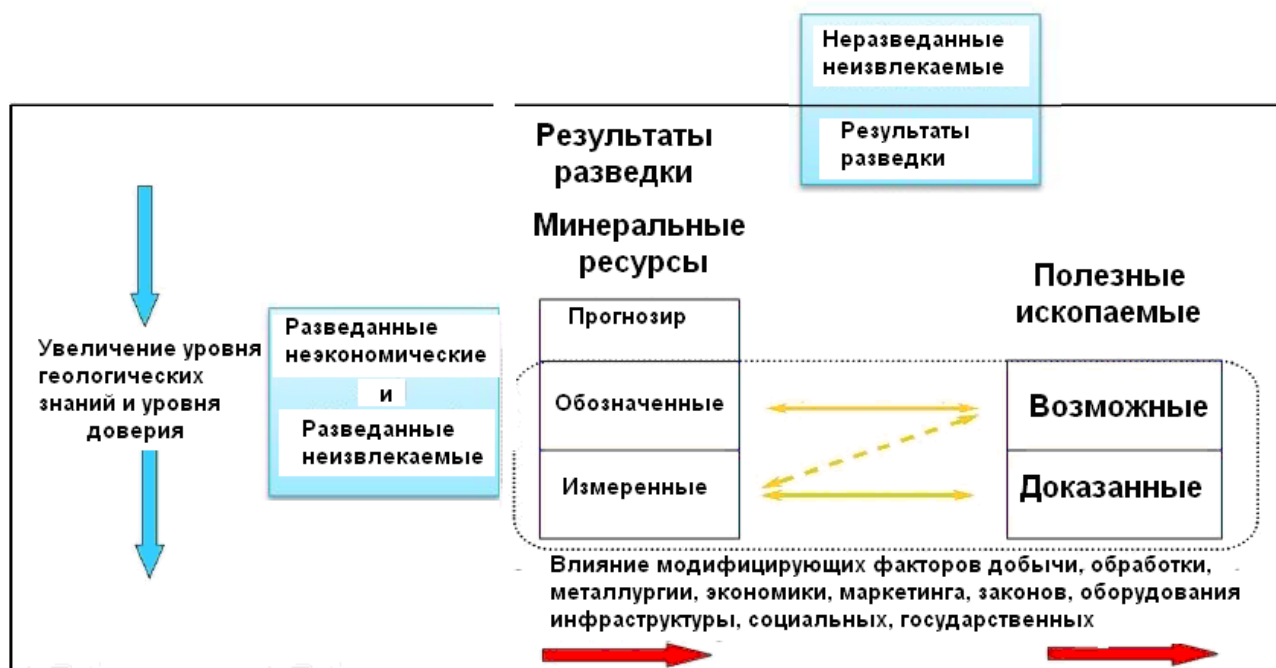 Неразведанные
неизвлекаемые
Результаты
разведки
Результаты
разведки
Минеральные
ресурсы
Полезные
ископаемые
Прогнозир
Увеличение уровня
геологических
знаний и уровня
доверия
Разведанные
неэкономические
и
Разведанные
неизвлекаемые
Обозначенные
Возможные
Измеренные
Доказанные
Влияние модифицирующих факторов добычи, обработки,
металлургии, экономики, маркетинга, законов, оборудования
инфраструктуры, социальных, государственных